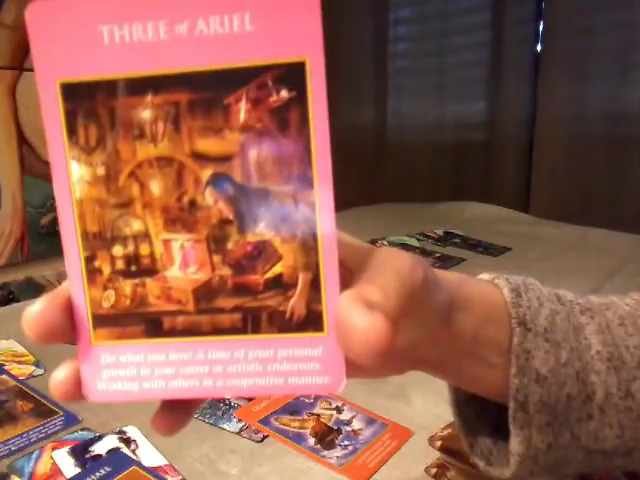 THREE of ARIEL
Do what you love! A time of great personal
growth in your career or artistic endeavors.
Working with others in a cooperative manner.